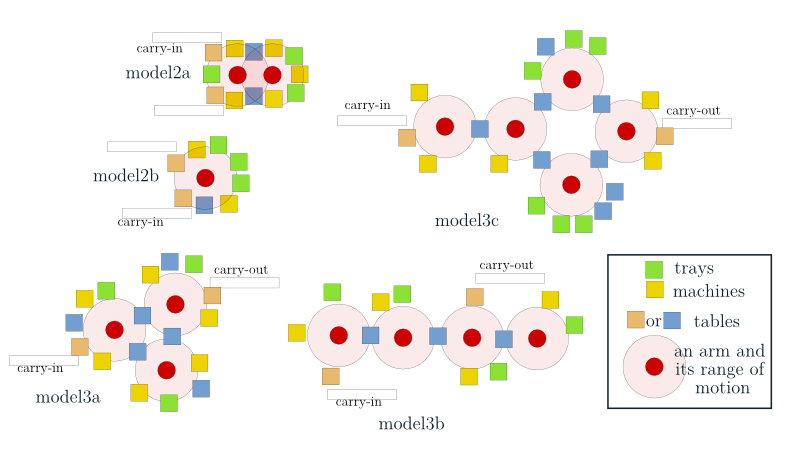 carry-in
model2a
carry-in
carry-out
model2b
carry-in
model3c
carry-out
carry-out
trays
machines
or
tables
an arm and
its range of
motion
carry-in
model3a
carry-in
model3b